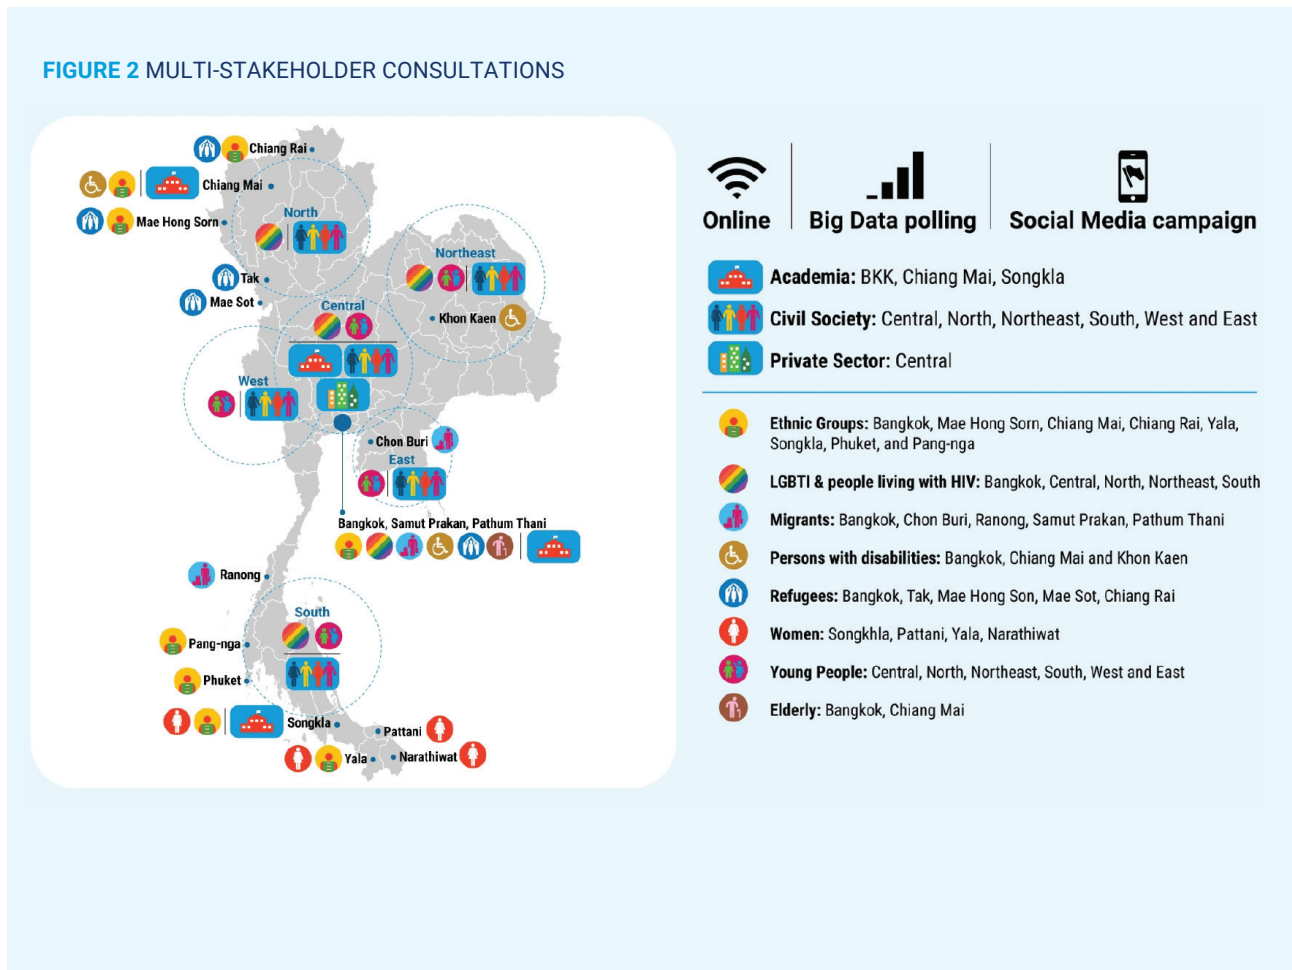 FIGURE 2 MULTI-STAKEHOLDER CONSULTATIONS
Chiang Rai
Chiang Mai
Mae Hong Sorn
North
Tak
Mae Sot
Northeast
Khon Kaen
Central
West
Chon Buri
East
Bangkok, Samut Prakan, Pathum Thani
Ranong
South
Pang-nga
Phuket
Songkla
Pattani
Yala
Narathiwat
Online
Big Data polling
Social Media campaign
Academia: BKK, Chiang Mai, Songkla
Civil Society: Central, North, Northeast, South, West and East
Private Sector: Central
Ethnic Groups: Bangkok, Mae Hong Sorn, Chiang Mai, Chiang Rai, Yala,
Songkla, Phuket, and Pang-nga
LGBTI & people living with HIV: Bangkok, Central, North, Northeast, South
Migrants: Bangkok, Chon Buri, Ranong, Samut Prakan, Pathum Thani
Persons with disabilities: Bangkok, Chiang Mai and Khon Kaen
Refugees: Bangkok, Tak, Mae Hong Son, Mae Sot, Chiang Rai
Women: Songkhla, Pattani, Yala, Narathiwat
Young People: Central, North, Northeast, South, West and East
Elderly: Bangkok, Chiang Mai